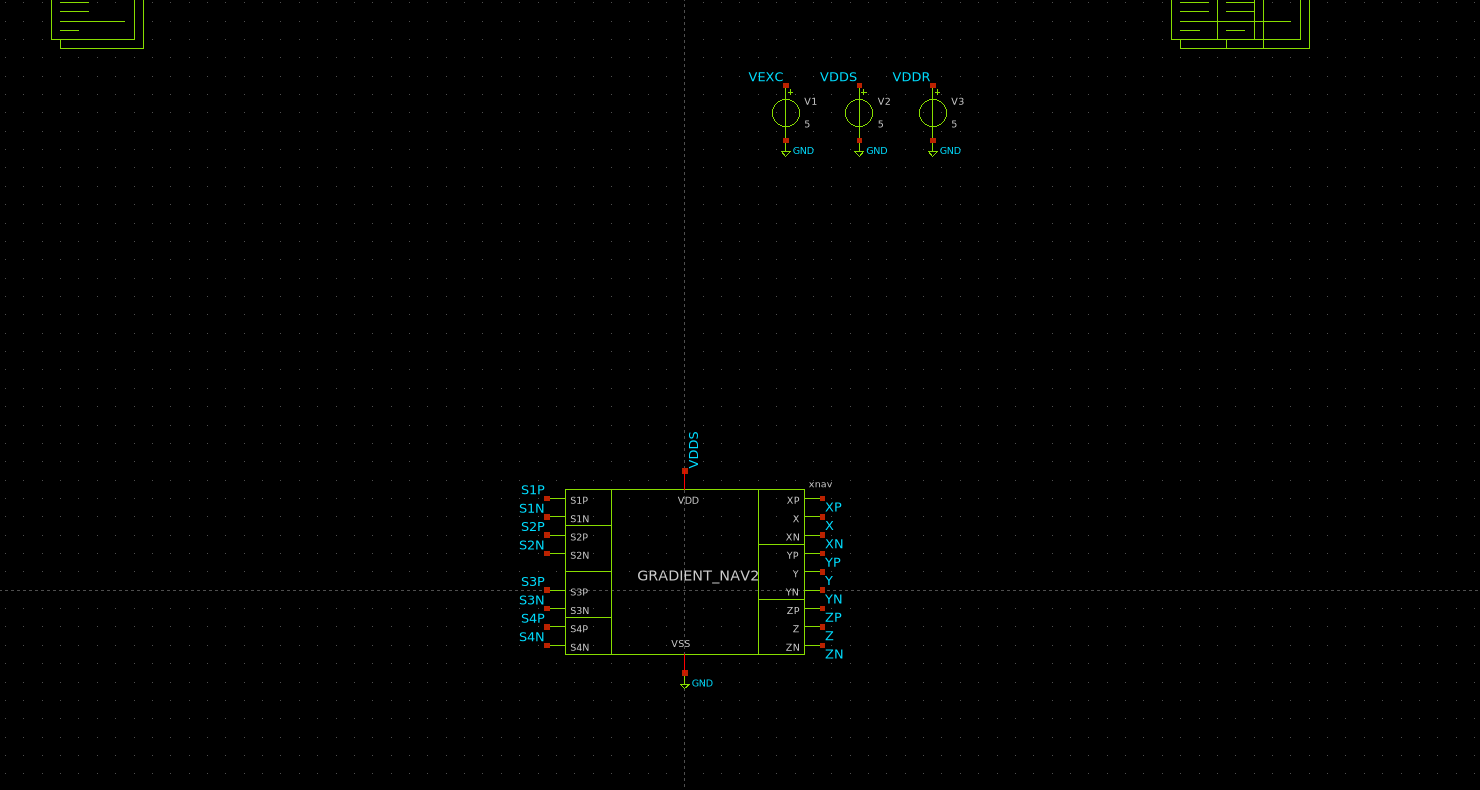 VEXC VDDS VDDR
+ + +
V1 V2 V3
5 5 5
GND GND GND
VDDS
xnav
S1P S1P VDD XP XP
S1N S1N X X
S2P S2P XN XN
S2N S2N YP YP
GRADIENT_NAV2 Y Y
S3P S3P YN YN
S3N S3N ZP ZP
S4P S4P Z Z
S4N S4N VSS ZN ZN
GND